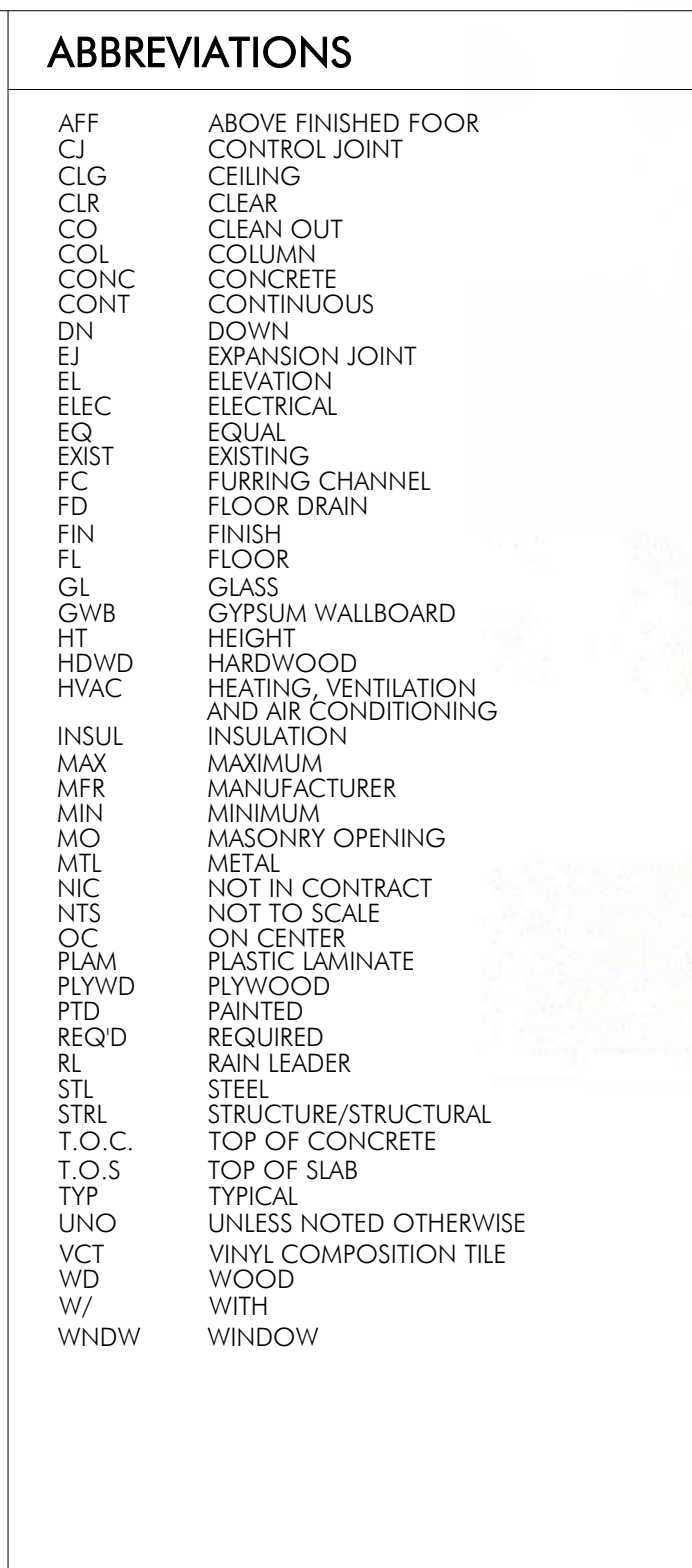 ABBREVIATIONS
AFF ABOVE FINISHED FOOR
CJ CONTROL JOINT
CLG CEILING
CLR CLEAR
CO CLEAN OUT
COL COLUMN
CONC CONCRETE
CONT CONTINUOUS
DN DOWN
EJ EXPANSION JOINT
EL ELEVATION
ELEC ELECTRICAL
EQ EQUAL
EXIST EXISTING
FC FURRING CHANNEL
FD FLOOR DRAIN
FIN FINISH
FL FLOOR
GL GLASS
GWB GYPSUM WALLBOARD
HT HEIGHT
HDWD HARDWOOD
HVAC HEATING, VENTILATION
AND AIR CONDITIONING
INSUL INSULATION
MAX MAXIMUM
MFR MANUFACTURER
MIN MINIMUM
MO MASONRY OPENING
MTL METAL
NIC NOT IN CONTRACT
NTS NOT TO SCALE
OC ON CENTER
PLAM PLASTIC LAMINATE
PLYWD PLYWOOD
PTD PAINTED
REQ'D REQUIRED
RL RAIN LEADER
STL STEEL
STRL STRUCTURE/STRUCTURAL
T.O.C. TOP OF CONCRETE
T.O.S TOP OF SLAB
TYP TYPICAL
UNO UNLESS NOTED OTHERWISE
VCT VINYL COMPOSITION TILE
WD WOOD
W/ WITH
WNDW WINDOW